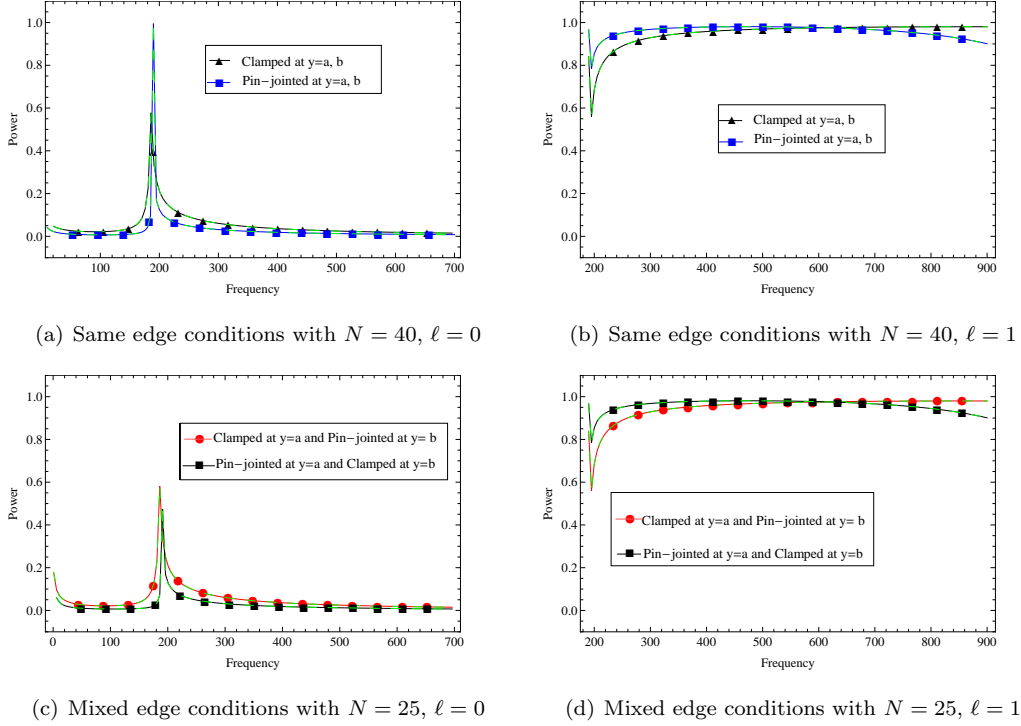 1.0
0.8
0.6
0.4
0.2
0.0
Power
Clamped at y=a, b
Pin−jointed at y=a, b
100 200 300 400 500 600 700
Frequency
(a) Same edge conditions with N = 40, ℓ = 0
1.0
0.8
0.6
0.4
0.2
0.0
Power
Clamped at y=a, b
Pin−jointed at y=a, b
200 300 400 500 600 700 800 900
Frequency
(b) Same edge conditions with N = 40, ℓ = 1
1.0
0.8
0.6
0.4
0.2
0.0
Power
Clamped at y=a and Pin−jointed at y= b
Pin−jointed at y=a and Clamped at y=b
0 100 200 300 400 500 600 700
Frequency
(c) Mixed edge conditions with N = 25, ℓ = 0
1.0
0.8
0.6
0.4
0.2
0.0
Power
Clamped at y=a and Pin−jointed at y= b
Pin−jointed at y=a and Clamped at y=b
200 300 400 500 600 700 800 900
Frequency
(d) Mixed edge conditions with N = 25, ℓ = 1